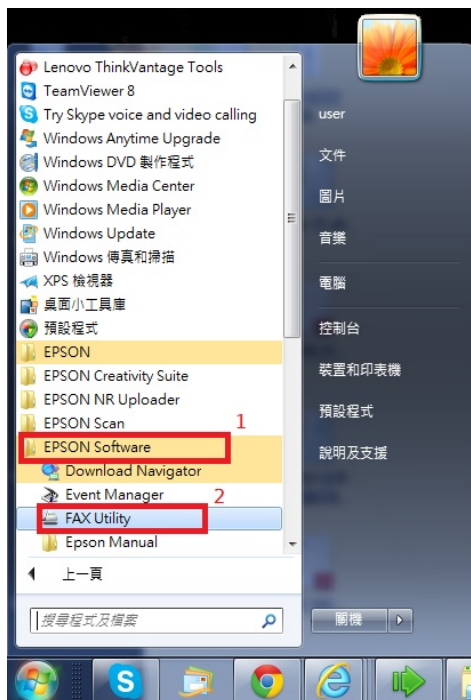 Lenovo ThinkVantage Tools
TeamViewer 8
Try Skype voice and video calling
Windows Anytime Upgrade
Windows DVD 製作程式
Windows Media Center
Windows Media Player
Windows Update
Windows 傳真和掃描
XPS 檢視器
桌面小工具庫
預設程式
EPSON
EPSON Creativity Suite
EPSON NR Uploader
EPSON Scan
1
EPSON Software
Download Navigator
Event Manager
2
FAX Utility
Epson Manual
上一頁
搜尋程式及檔案
user
文件
圖片
音樂
電腦
控制台
裝置和印表機
預設程式
說明及支援
關機